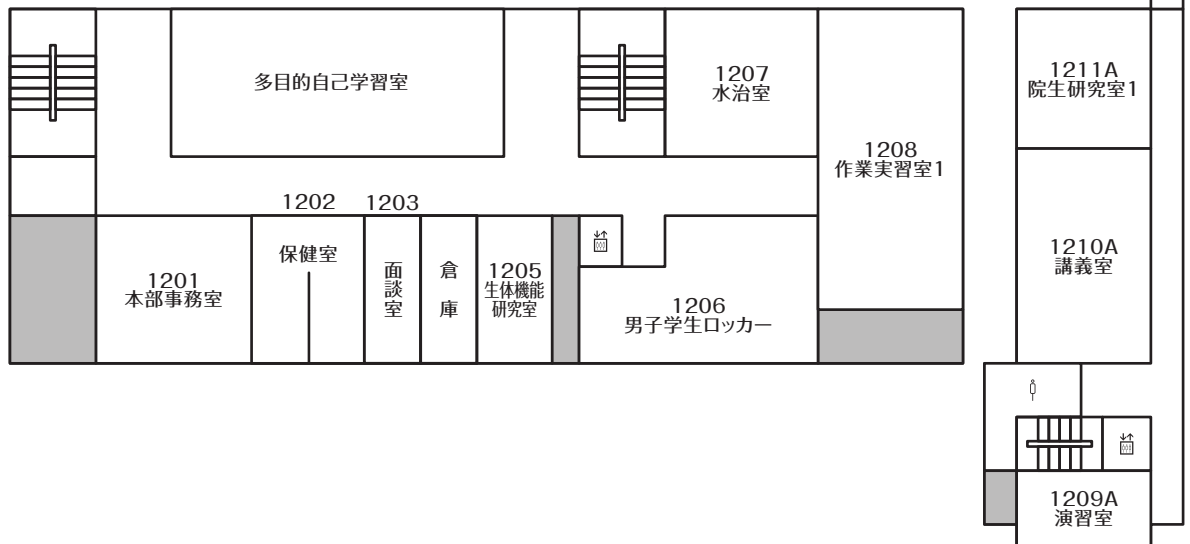 多目的自己学習室
1207
水治室
1208
作業実習室1
1211A
院生研究室1
1210A
講義室
1202
1203
1201
本部事務室
保健室
面談室
倉庫
1205
生体機能
研究室
1206
男子学生ロッカー
1209A
演習室